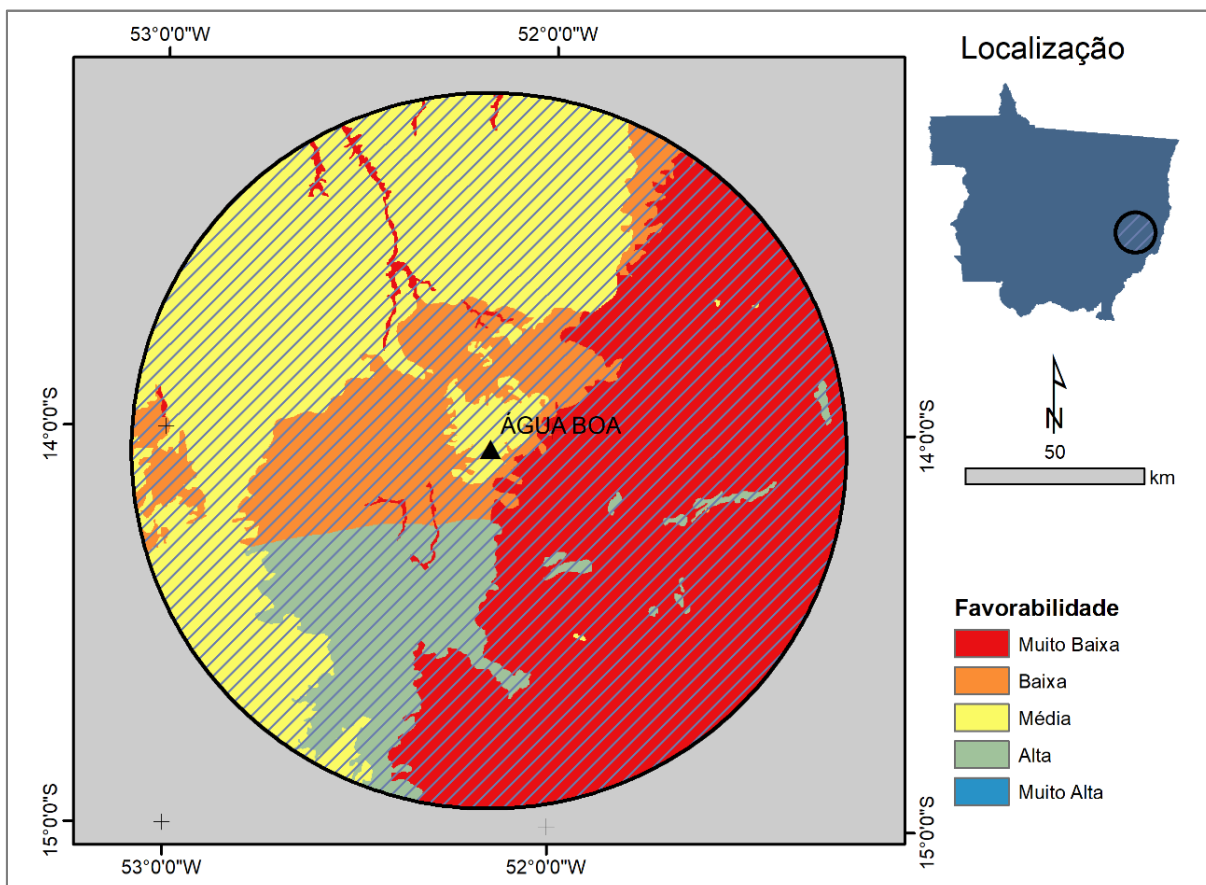 53°0'0"W
52°0'0"W
Localização
14°0'0"S
ÁGUA BOA
14°0'0"S
N
50
km
Favorabilidade
Muito Baixa
Baixa
Média
Alta
Muito Alta
15°0'0"S
15°0'0"S
53°0'0"W
52°0'0"W